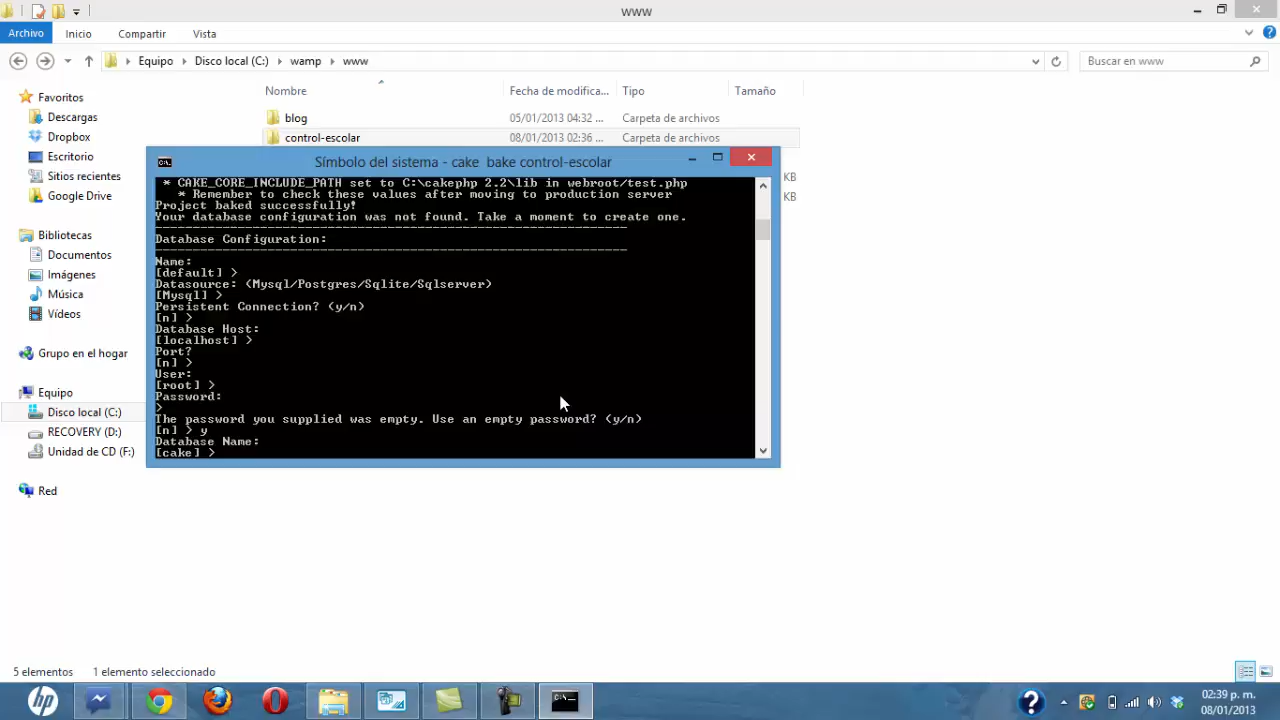 www
Archivo Inicio Compartir Vista
Equipo Disco local (C:) wamp www Buscar en www
Nombre Fecha de modifica... Tipo Tamaño
Favoritos
Descargas
Dropbox
Escritorio
Sitios recientes
Google Drive
Bibliotecas
Documentos
Imágenes
Música
Vídeos
Grupo en el hogar
Equipo
Disco local (C:)
RECOVERY (D:)
Unidad de CD (F:)
Red
blog 05/01/2013 04:32 ... Carpeta de archivos
control-escolar 08/01/2013 02:36 ... Carpeta de archivos
KB
KB
Símbolo del sistema - cake bake control-escolar
* CAKE_CORE_INCLUDE_PATH set to C:\cakephp 2.2\lib in webroot/test.php
* Remember to check these values after moving to production server
Project baked successfully!
Your database configuration was not found. Take a moment to create one.
---------------------------------------------------------------
Database Configuration:
---------------------------------------------------------------
Name:
[default] >
Datasource: (Mysql/Postgres/Sqlite/Sqlserver)
[Mysql] >
Persistent Connection? (y/n)
[n] >
Database Host:
[localhost] >
Port?
[n] >
User:
[root] >
Password:
>
The password you supplied was empty. Use an empty password? (y/n)
[n] > y
Database Name:
[cake] >
5 elementos 1 elemento seleccionado
02:39 p. m.
08/01/2013